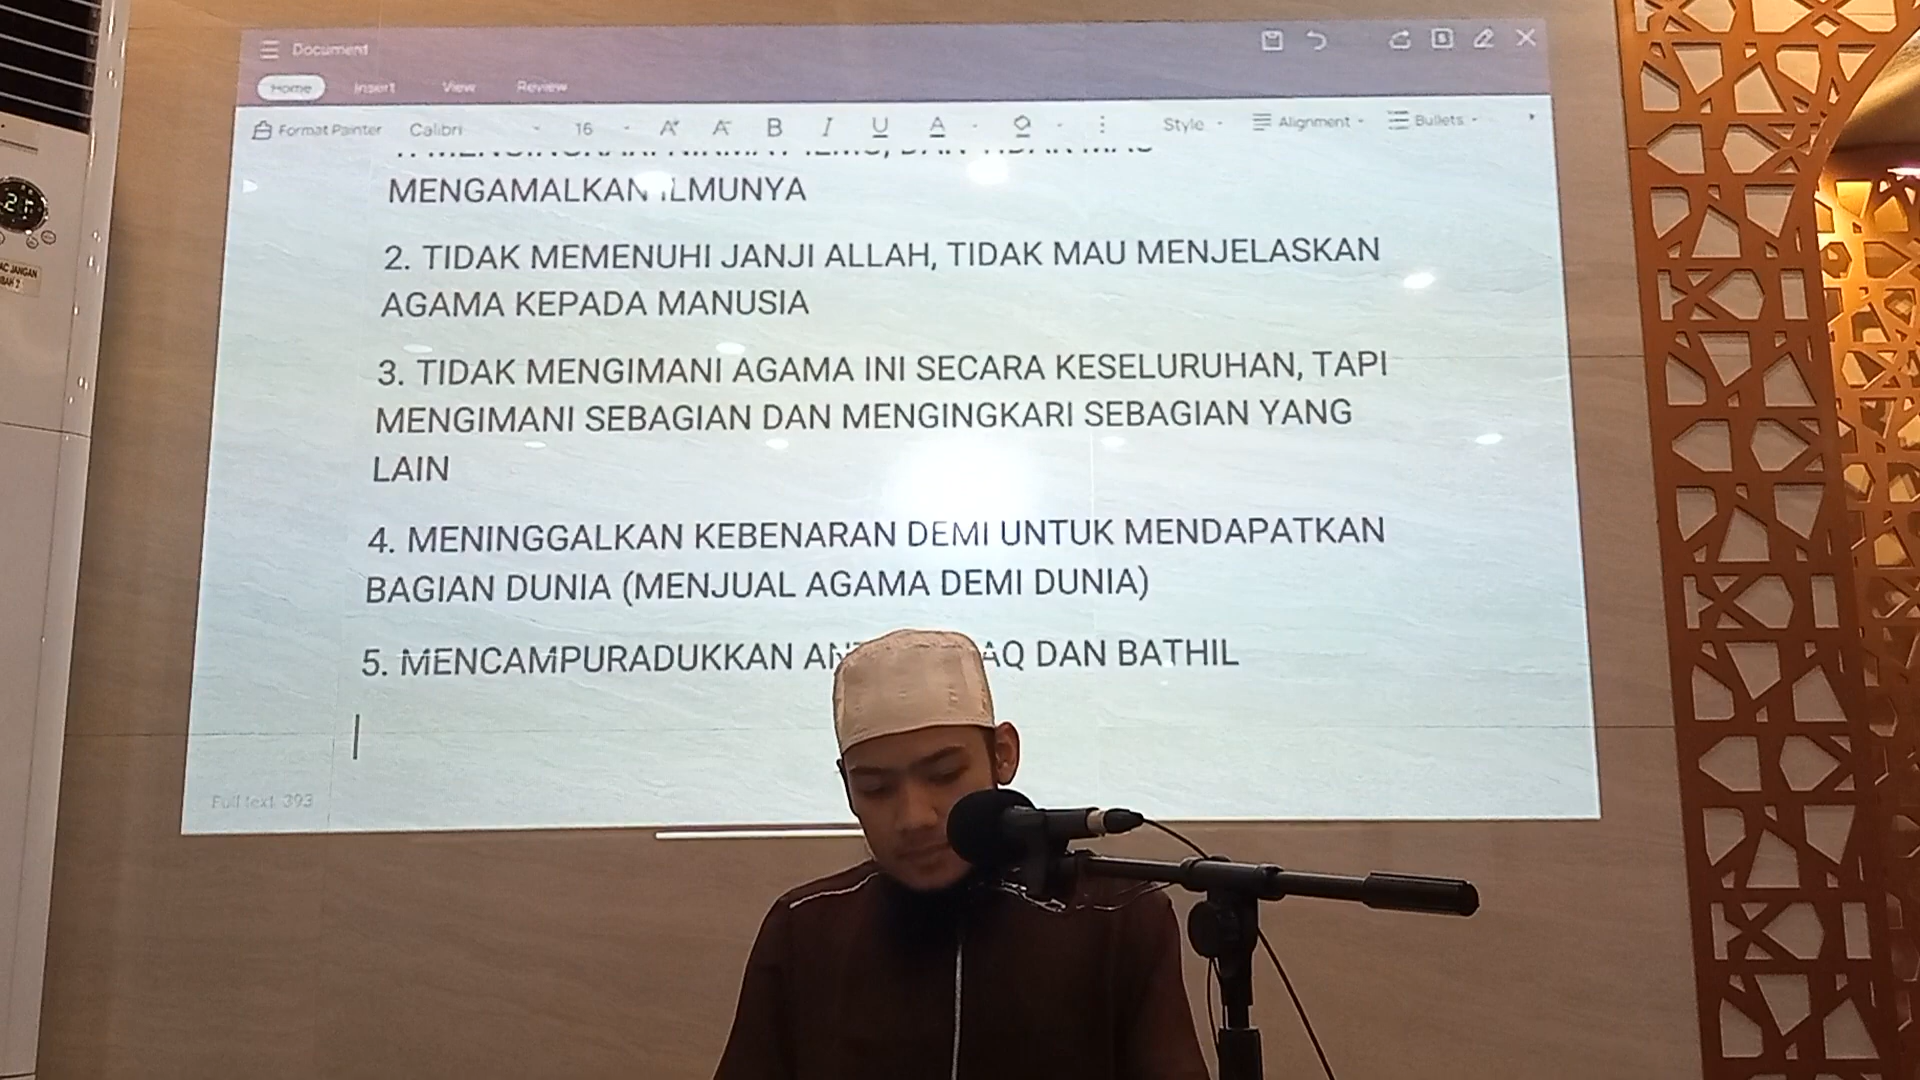 Document
Home Insert View Review
Format Painter Calibri 16 A+ A- B I U A Style Alignment Bullets
MENGAMALKAN ILMUNYA
2. TIDAK MEMENUHI JANJI ALLAH, TIDAK MAU MENJELASKAN
AGAMA KEPADA MANUSIA
3. TIDAK MENGIMANI AGAMA INI SECARA KESELURUHAN, TAPI
MENGIMANI SEBAGIAN DAN MENGINGKARI SEBAGIAN YANG
LAIN
4. MENINGGALKAN KEBENARAN DEMI UNTUK MENDAPATKAN
BAGIAN DUNIA (MENJUAL AGAMA DEMI DUNIA)
5. MENCAMPURADUKKAN DAN BATHIL
Full text 393
AC JANGAN